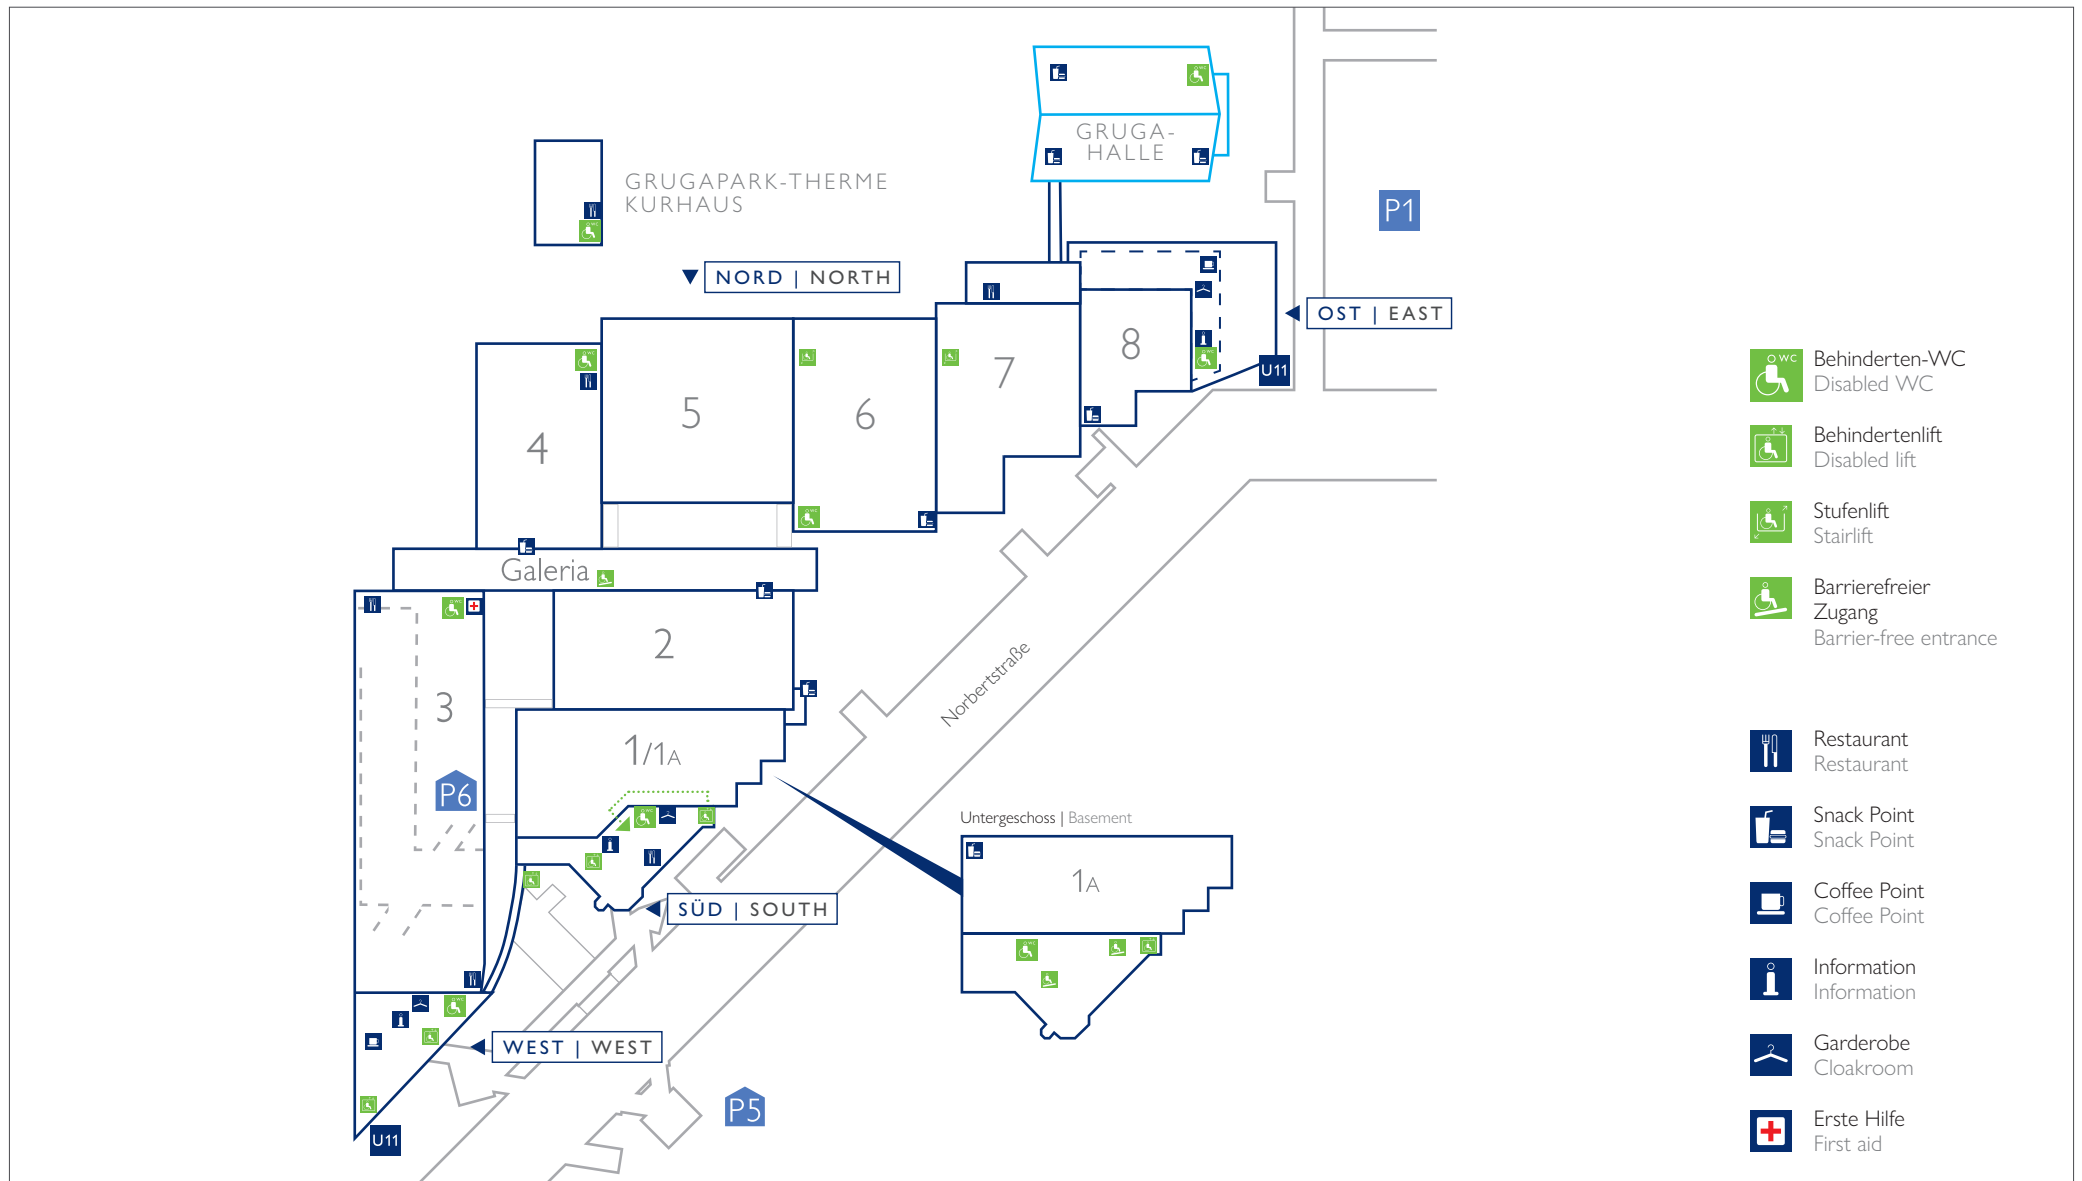 GRUGA-
HALLE
GRUGAPARK-THERME
KURHAUS
P1
NORD | NORTH
OST | EAST
8
7
U11
5
6
4
Galeria
2
3
1/1A
P6
Norbertstraße
Untergeschoss | Basement
1A
SÜD | SOUTH
WEST | WEST
P5
U11
WC
Behinderten-WC
Disabled WC
Behindertenlift
Disabled lift
Stufenlift
Stairlift
Barrierefreier
Zugang
Barrier-free entrance
Restaurant
Restaurant
Snack Point
Snack Point
Coffee Point
Coffee Point
Information
Information
Garderobe
Cloakroom
Erste Hilfe
First aid